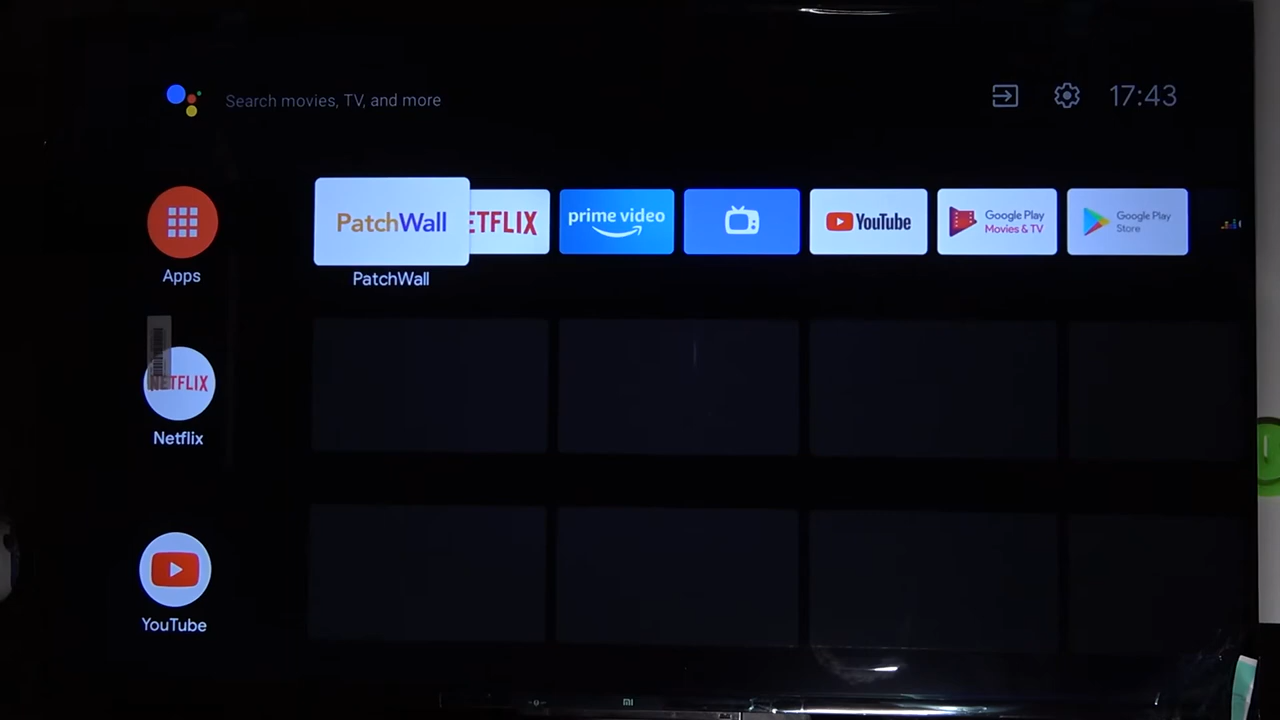 Search movies, TV, and more
17:43
Apps
PatchWall
ETFLIX
prime video
YouTube
Google Play
Movies & TV
Google Play
Store
PatchWall
NETFLIX
Netflix
YouTube
MI